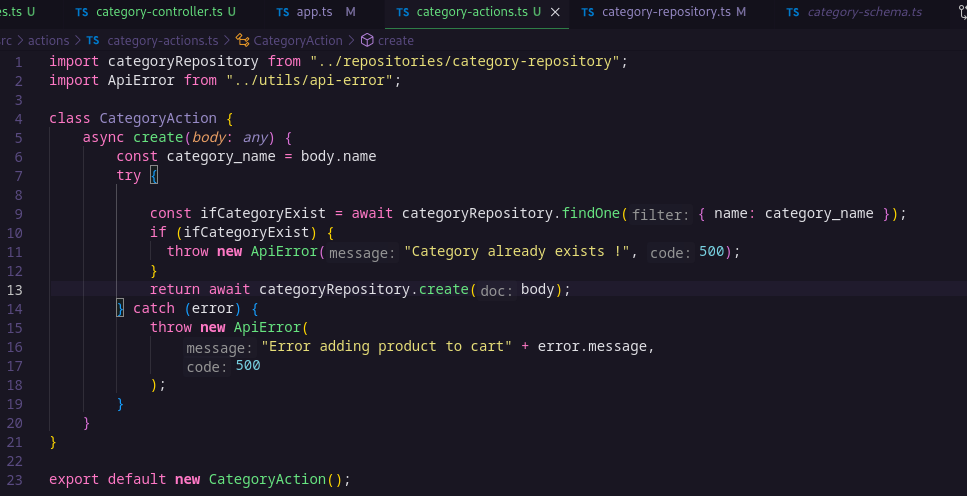 es.ts U TS category-controller.ts U TS app.ts M TS category-actions.ts U × TS category-repository.ts M TS category-schema.ts
src > actions > TS category-actions.ts > CategoryAction > create
1 import categoryRepository from "../repositories/category-repository";
2 import ApiError from "../utils/api-error";
3
4 class CategoryAction {
5 async create(body: any) {
6 const category_name = body.name
7 try {
8
9 const ifCategoryExist = await categoryRepository.findOne(filter: { name: category_name });
10 if (ifCategoryExist) {
11 throw new ApiError(message: "Category already exists !", code: 500);
12 }
13 return await categoryRepository.create(doc: body);
14 } catch (error) {
15 throw new ApiError(
16 message: "Error adding product to cart" + error.message,
17 code: 500
18 );
19 }
20 }
21 }
22
23 export default new CategoryAction();